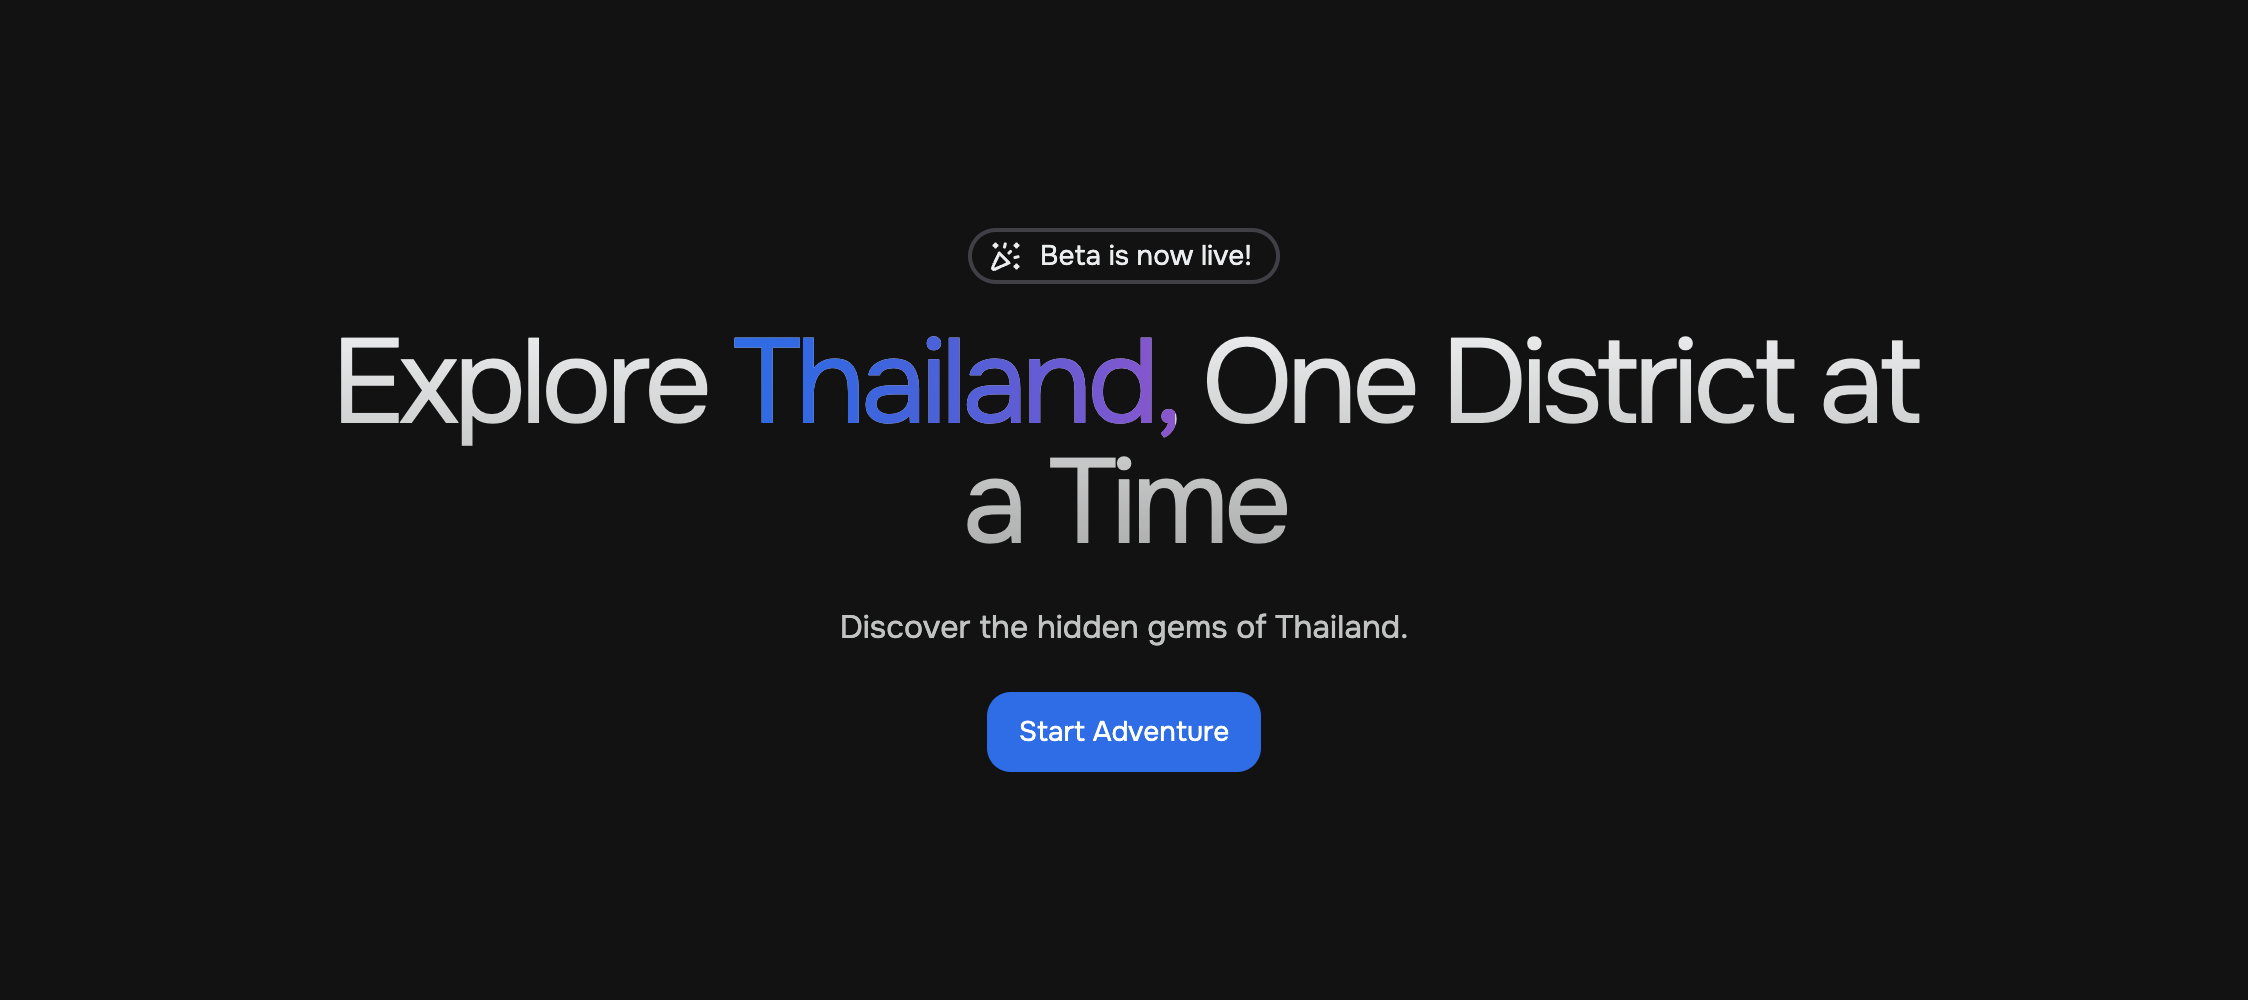 Beta is now live!
Explore Thailand, One District at
a Time
Discover the hidden gems of Thailand.
Start Adventure